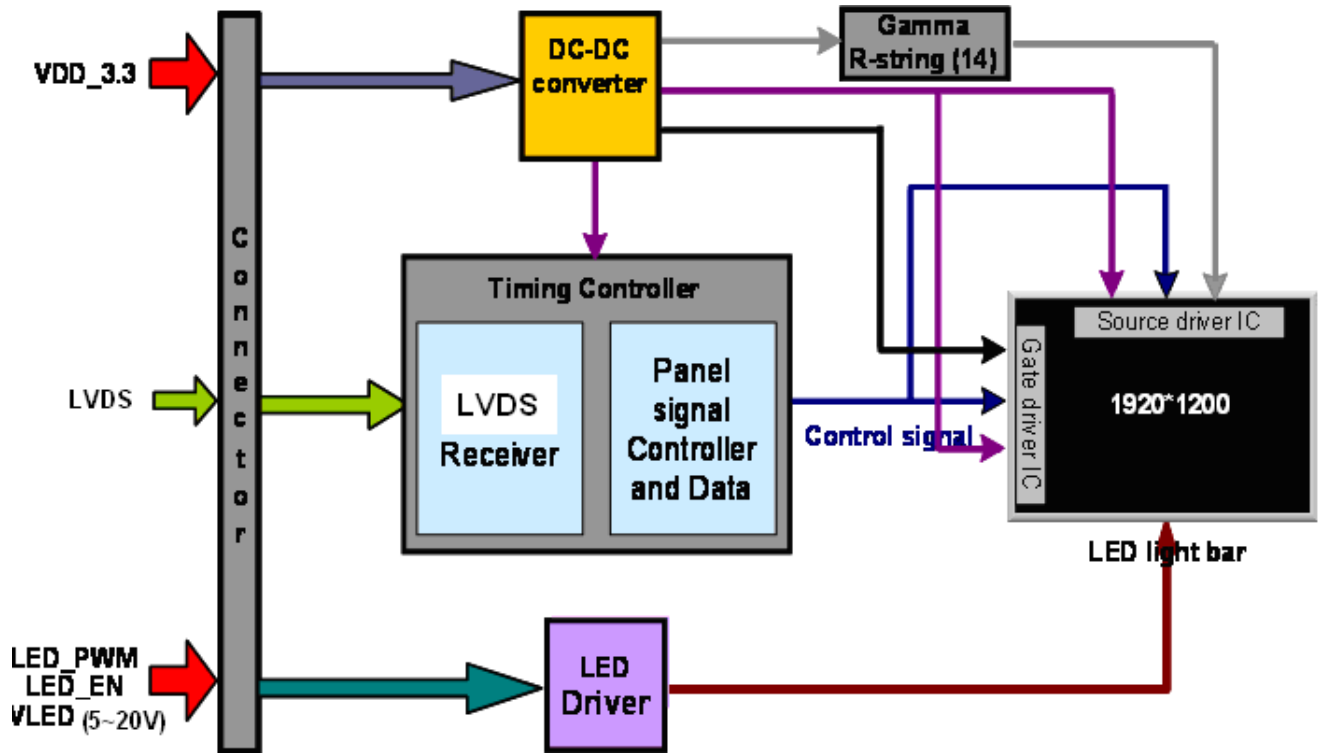 VDD_3.3
LVDS
LED_PWM
LED_EN
VLED (5~20V)
Connector
DC-DC
converter
Gamma
R-string (14)
Timing Controller
LVDS
Receiver
Panel
signal
Controller
and Data
Control signal
Source driver IC
Gate driver IC
1920*1200
LED light bar
LED
Driver